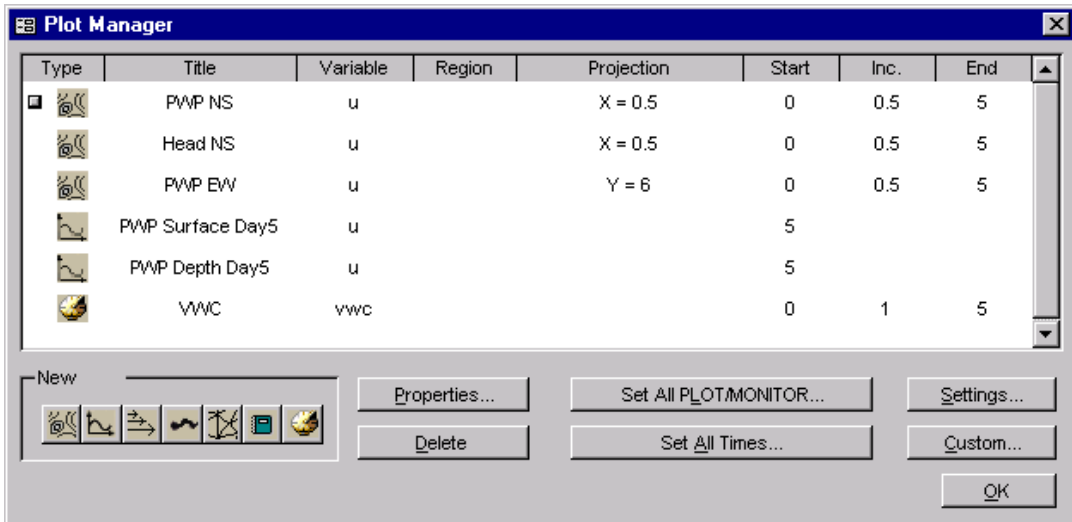 Plot Manager
Type Title Variable Region Projection Start Inc. End
PWP NS u X = 0.5 0 0.5 5
Head NS u X = 0.5 0 0.5 5
PWP EW u Y = 6 0 0.5 5
PWP Surface Day5 u 5
PWP Depth Day5 u 5
VWC vwc 0 1 5
New
Properties... Set All PLOT/MONITOR... Settings...
Delete Set All Times... Custom...
OK